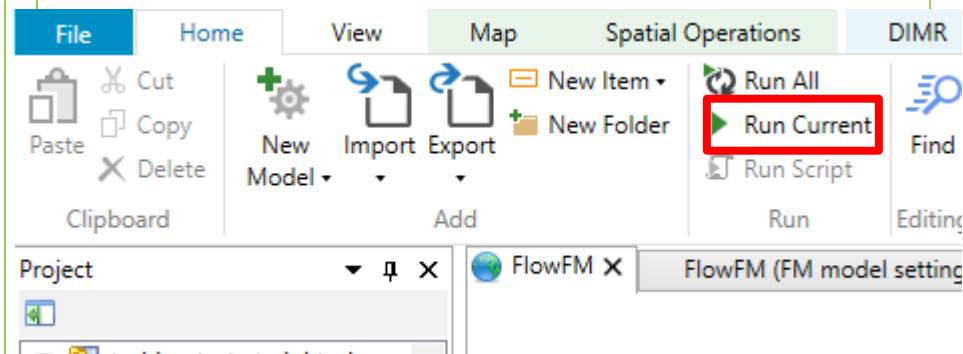 File Home View Map Spatial Operations DIMR
Cut New Item Run All
Copy New Folder Run Current
Paste New Model Import Export Find
Delete Run Script
Clipboard Add Run Editing
Project FlowFM FlowFM (FM model setting